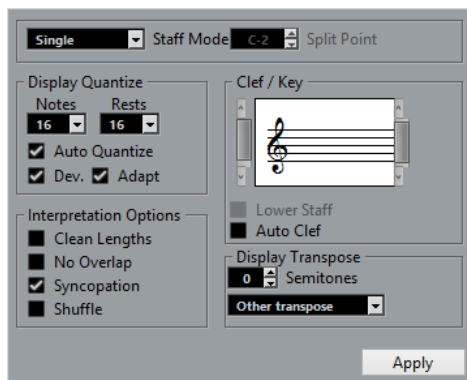 Single Staff Mode C-2 Split Point
Display Quantize
Notes Rests
16 16
Auto Quantize
Dev. Adapt
Interpretation Options
Clean Lengths
No Overlap
Syncopation
Shuffle
Clef / Key
Lower Staff
Auto Clef
Display Transpose
0 Semitones
Other transpose
Apply